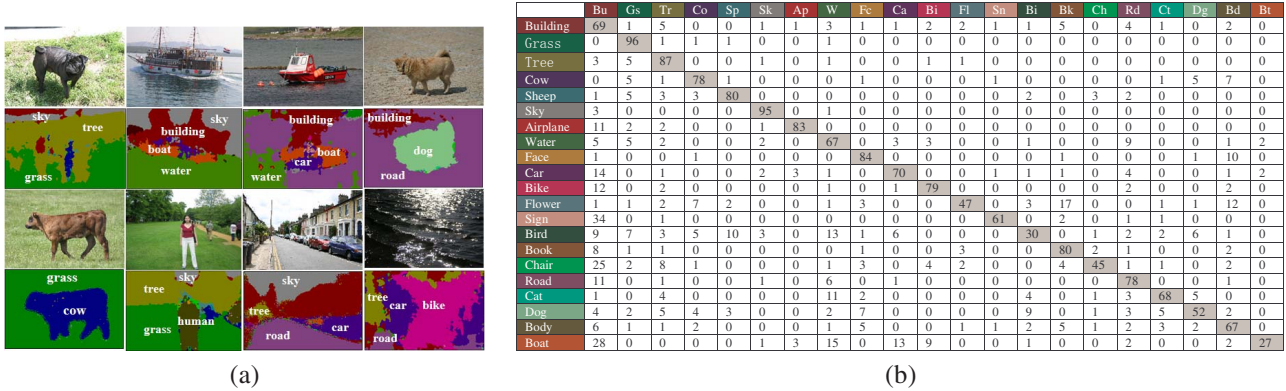 sky tree grass
building sky boat water
building boat car water
building dog road
grass cow
sky tree grass human
tree car road
tree car bike
(a)
Bu Gs Tr Co Sp Sk Ap W Fc Ca Bi Fl Sn Bi Bk Ch Rd Ct Dg Bd Bt
Building 69 1 5 0 0 1 1 3 1 1 2 2 1 1 5 0 4 1 0 2 0
Grass 0 96 1 1 1 0 0 1 0 0 0 0 0 0 0 0 0 0 0 0 0
Tree 3 5 87 0 0 1 0 1 0 0 1 1 0 0 0 0 0 0 0 0 0
Cow 0 5 1 78 1 0 0 0 1 0 0 0 1 0 0 0 0 1 5 7 0
Sheep 1 5 3 3 80 0 0 0 0 0 0 0 0 2 0 3 2 0 0 0 0
Sky 3 0 0 0 0 95 0 1 0 0 0 0 0 0 0 0 0 0 0 0 0
Airplane 11 2 2 0 0 1 83 0 0 0 0 0 0 0 0 0 0 0 0 0 0
Water 5 5 2 0 0 2 0 67 0 3 3 0 0 2 0 0 9 0 0 1 2
Face 1 0 0 1 0 0 0 0 84 0 0 0 0 0 1 0 0 0 1 10 0
Car 14 0 1 0 0 2 3 1 0 70 0 0 1 1 1 0 4 0 0 1 2
Bike 12 0 2 0 0 0 0 1 0 1 79 0 0 0 0 0 2 0 0 2 0
Flower 1 1 2 7 2 0 0 1 3 0 0 47 0 3 17 0 2 0 2 12 0
Sign 34 0 1 0 0 0 0 0 0 0 0 0 61 0 2 0 1 1 0 0 0
Bird 9 7 3 5 10 3 0 13 1 6 0 0 0 30 0 1 2 2 6 1 0
Book 8 1 1 0 0 0 0 0 1 0 0 3 0 0 80 2 1 0 0 2 0
Chair 25 2 8 1 0 0 0 1 3 0 4 2 0 4 4 45 1 1 0 2 0
Road 11 0 1 0 0 1 0 6 0 1 0 0 0 0 0 0 78 0 0 2 0
Cat 1 0 4 0 0 0 0 11 2 0 0 0 0 4 0 1 3 68 5 0 0
Dog 4 2 5 4 3 0 0 2 7 0 0 0 0 9 0 1 3 5 52 2 0
Body 6 1 1 2 0 0 0 1 5 0 0 1 1 2 5 1 2 3 2 67 0
Boat 28 0 0 0 0 1 3 15 0 13 9 0 0 1 0 0 0 0 0 2 27
(b)